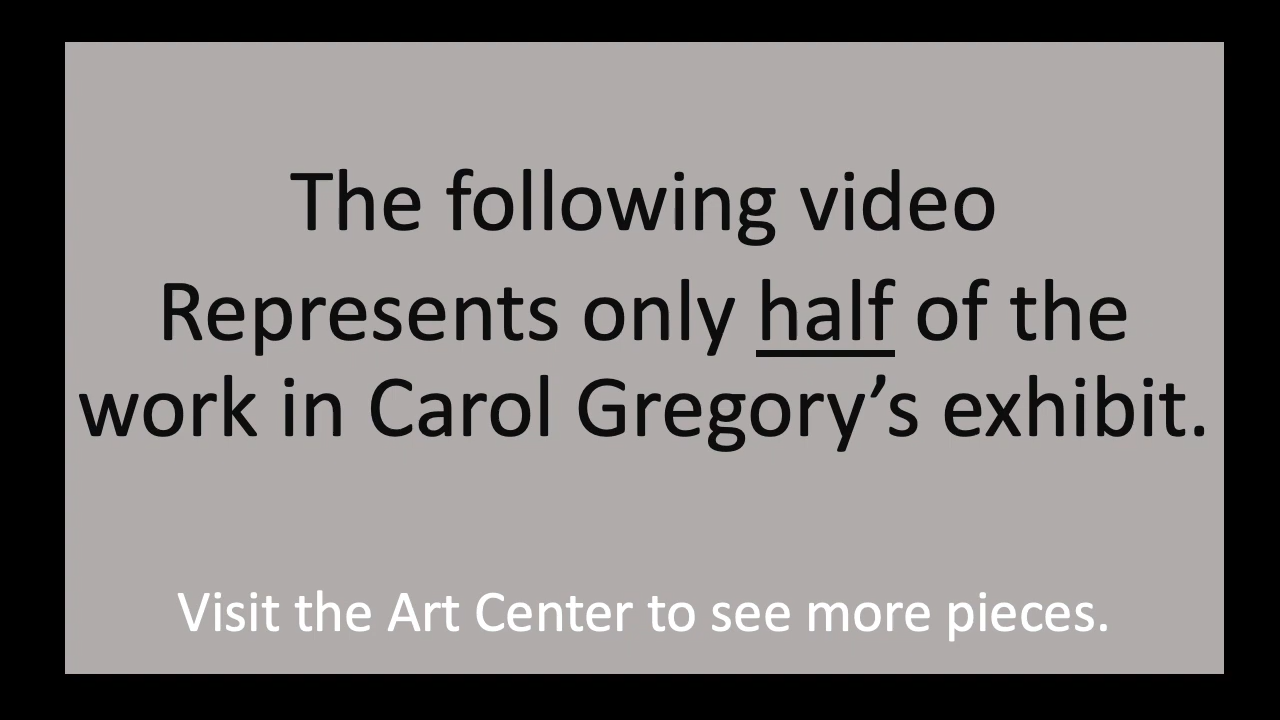 The following video
Represents only half of the
work in Carol Gregory’s exhibit.
Visit the Art Center to see more pieces.